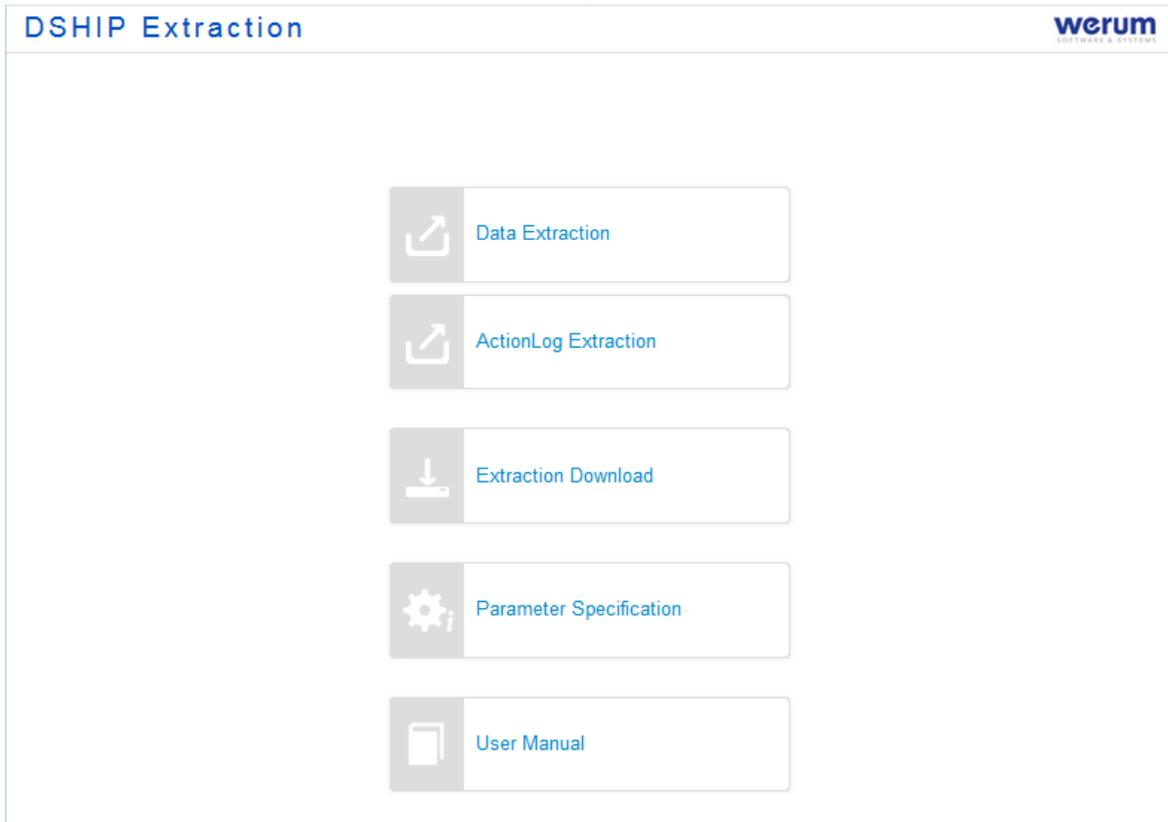 DSHIP Extraction
werum
SOFTWARE & SYSTEMS
Data Extraction
ActionLog Extraction
Extraction Download
Parameter Specification
User Manual